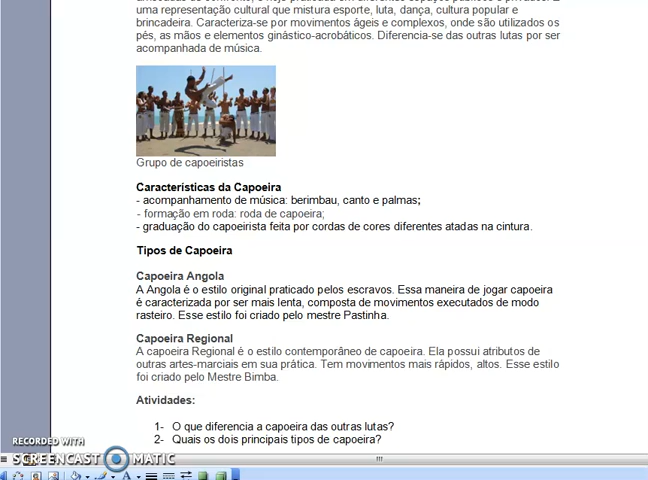 uma representação cultural que mistura esporte, luta, dança, cultura popular e
brincadeira. Caracteriza-se por movimentos ágeis e complexos, onde são utilizados os
pés, as mãos e elementos ginástico-acrobáticos. Diferencia-se das outras lutas por ser
acompanhada de música.
Grupo de capoeiristas
Características da Capoeira
- acompanhamento de música: berimbau, canto e palmas;
- formação em roda: roda de capoeira;
- graduação do capoeirista feita por cordas de cores diferentes atadas na cintura.
Tipos de Capoeira
Capoeira Angola
A Angola é o estilo original praticado pelos escravos. Essa maneira de jogar capoeira
é caracterizada por ser mais lenta, composta de movimentos executados de modo
rasteiro. Esse estilo foi criado pelo mestre Pastinha.
Capoeira Regional
A capoeira Regional é o estilo contemporâneo de capoeira. Ela possui atributos de
outras artes-marciais em sua prática. Tem movimentos mais rápidos, altos. Esse estilo
foi criado pelo Mestre Bimba.
Atividades:
1- O que diferencia a capoeira das outras lutas?
2- Quais os dois principais tipos de capoeira?
RECORDED WITH
SCREENCAST MATIC